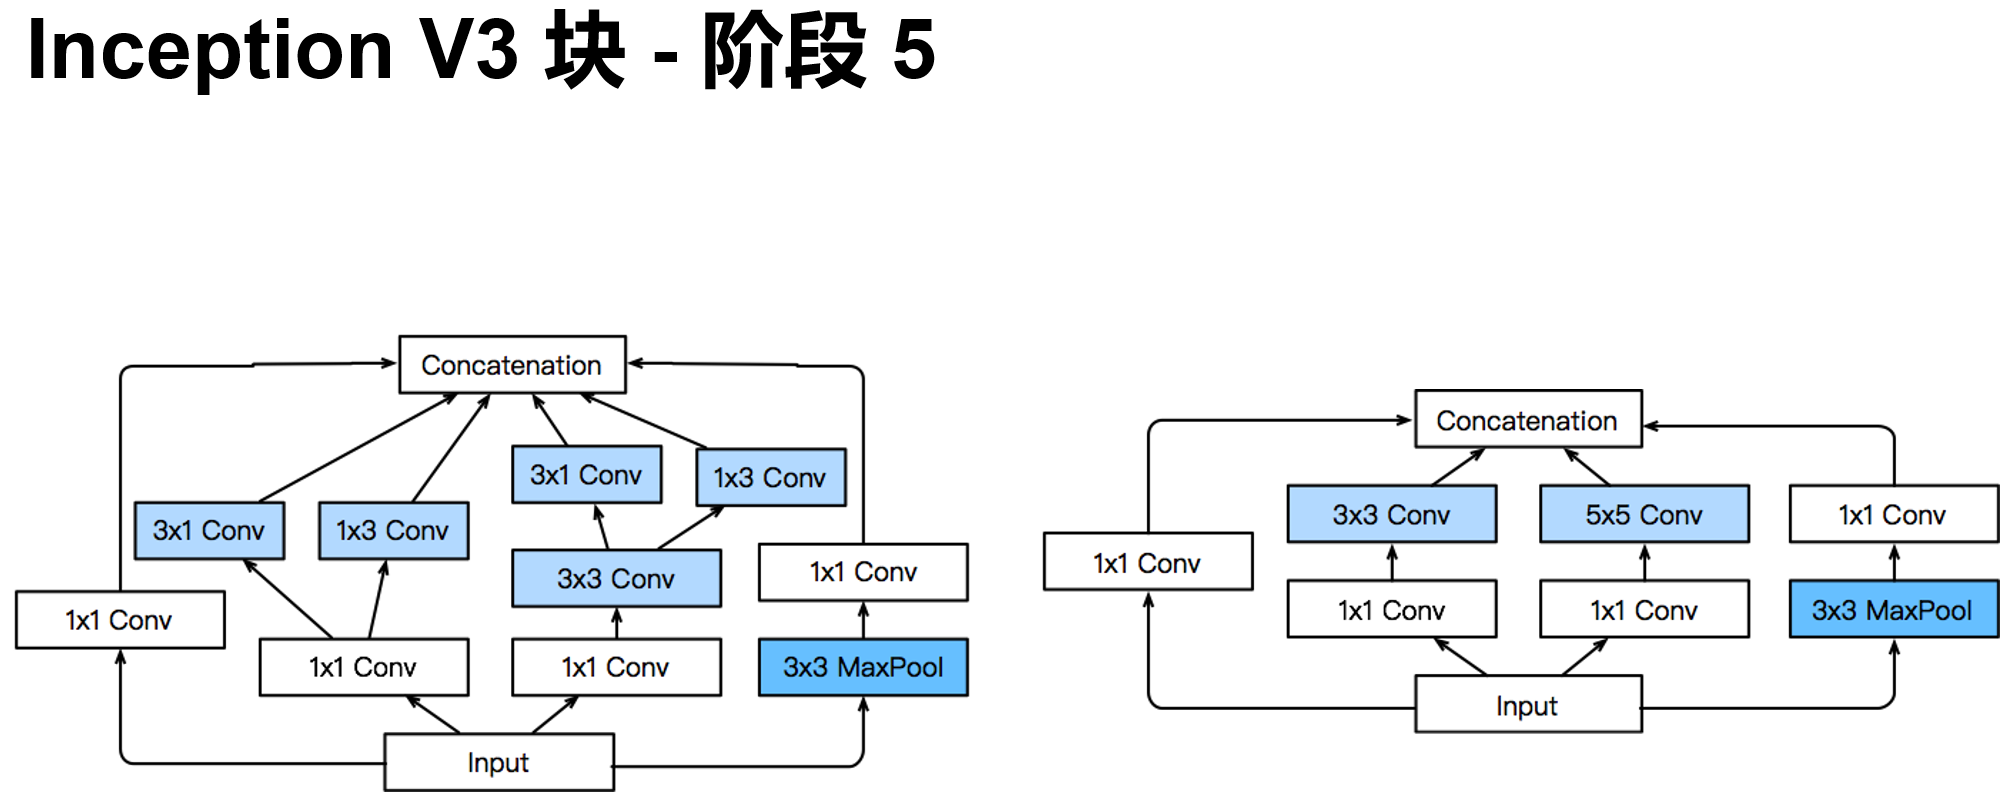 Inception V3 块 - 阶段 5
Concatenation
3x1 Conv
1x3 Conv
3x1 Conv
1x3 Conv
3x3 Conv
1x1 Conv
1x1 Conv
1x1 Conv
1x1 Conv
3x3 MaxPool
Input
Concatenation
3x3 Conv
5x5 Conv
1x1 Conv
1x1 Conv
1x1 Conv
1x1 Conv
3x3 MaxPool
Input